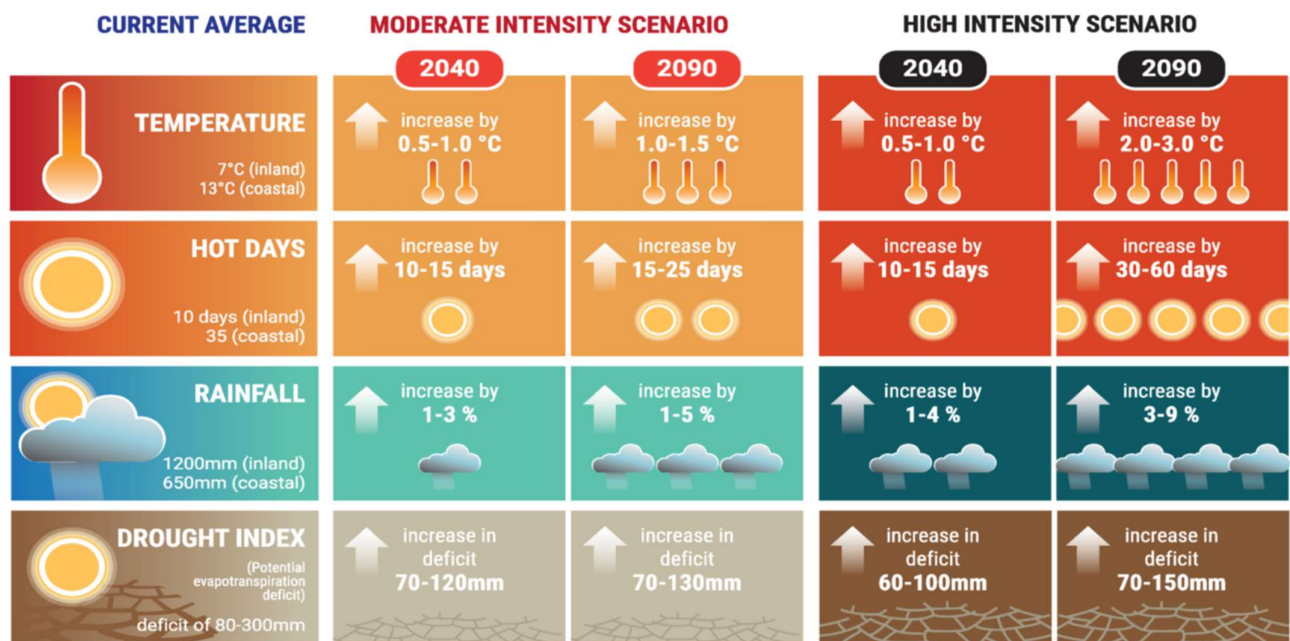 CURRENT AVERAGE
MODERATE INTENSITY SCENARIO
HIGH INTENSITY SCENARIO
2040
2090
2040
2090
TEMPERATURE
7°C (inland)
13°C (coastal)
increase by
0.5-1.0 °C
increase by
1.0-1.5 °C
increase by
0.5-1.0 °C
increase by
2.0-3.0 °C
HOT DAYS
10 days (inland)
35 (coastal)
increase by
10-15 days
increase by
15-25 days
increase by
10-15 days
increase by
30-60 days
RAINFALL
1200mm (inland)
650mm (coastal)
increase by
1-3 %
increase by
1-5 %
increase by
1-4 %
increase by
3-9 %
DROUGHT INDEX
(Potential
evapotranspiration
deficit)
deficit of 80-300mm
increase in
deficit
70-120mm
increase in
deficit
70-130mm
increase in
deficit
60-100mm
increase in
deficit
70-150mm